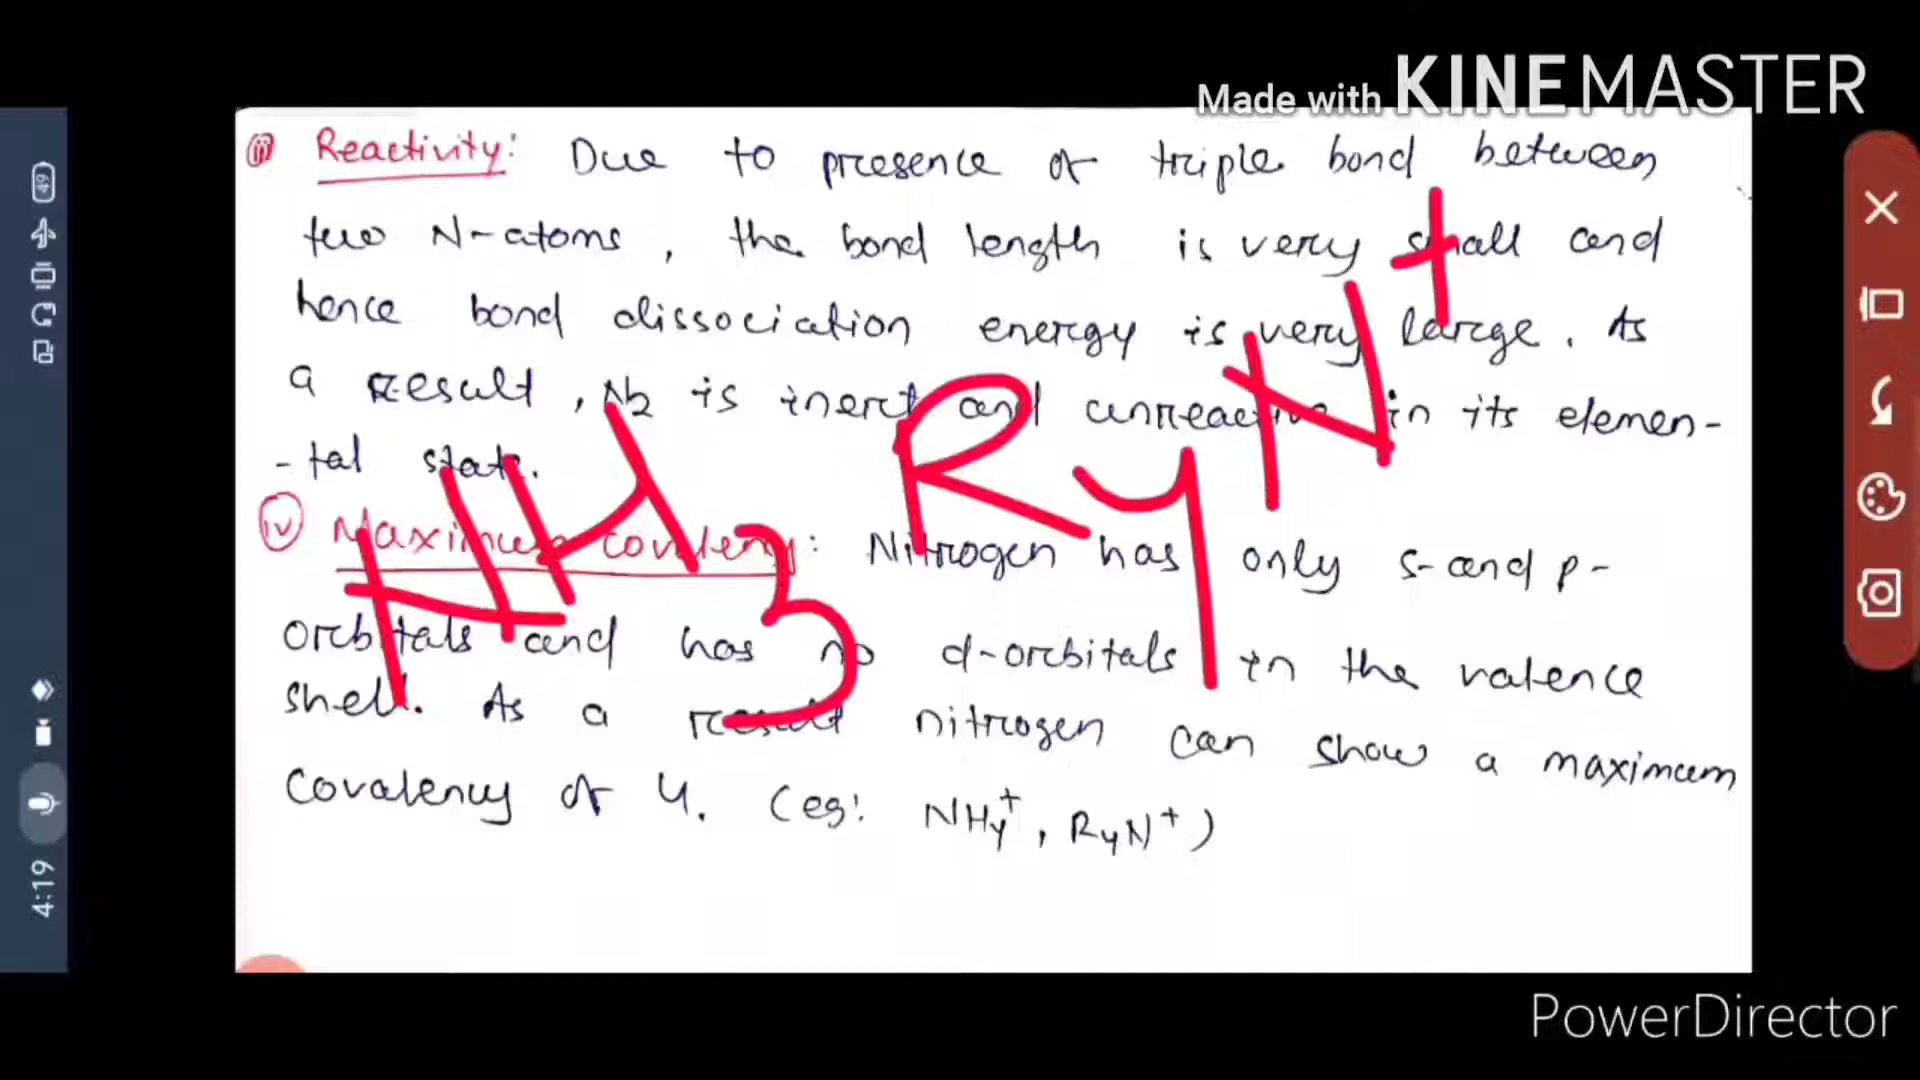 Made with KINEMASTER
iii Reactivity: Due to presence of triple bond between
two N-atoms, the bond length is very small and
hence bond dissociation energy is very large. As
a result, N2 is inert and unreactive in its elemen-
-tal state.
iv Maximum covalency: Nitrogen has only s-and p-
orbitals and has no d-orbitals in the valence
shell. As a result nitrogen can show a maximum
covalency of 4. (eg: NH4+, R4N+)
NH3 R4N+
49
4:19
PowerDirector